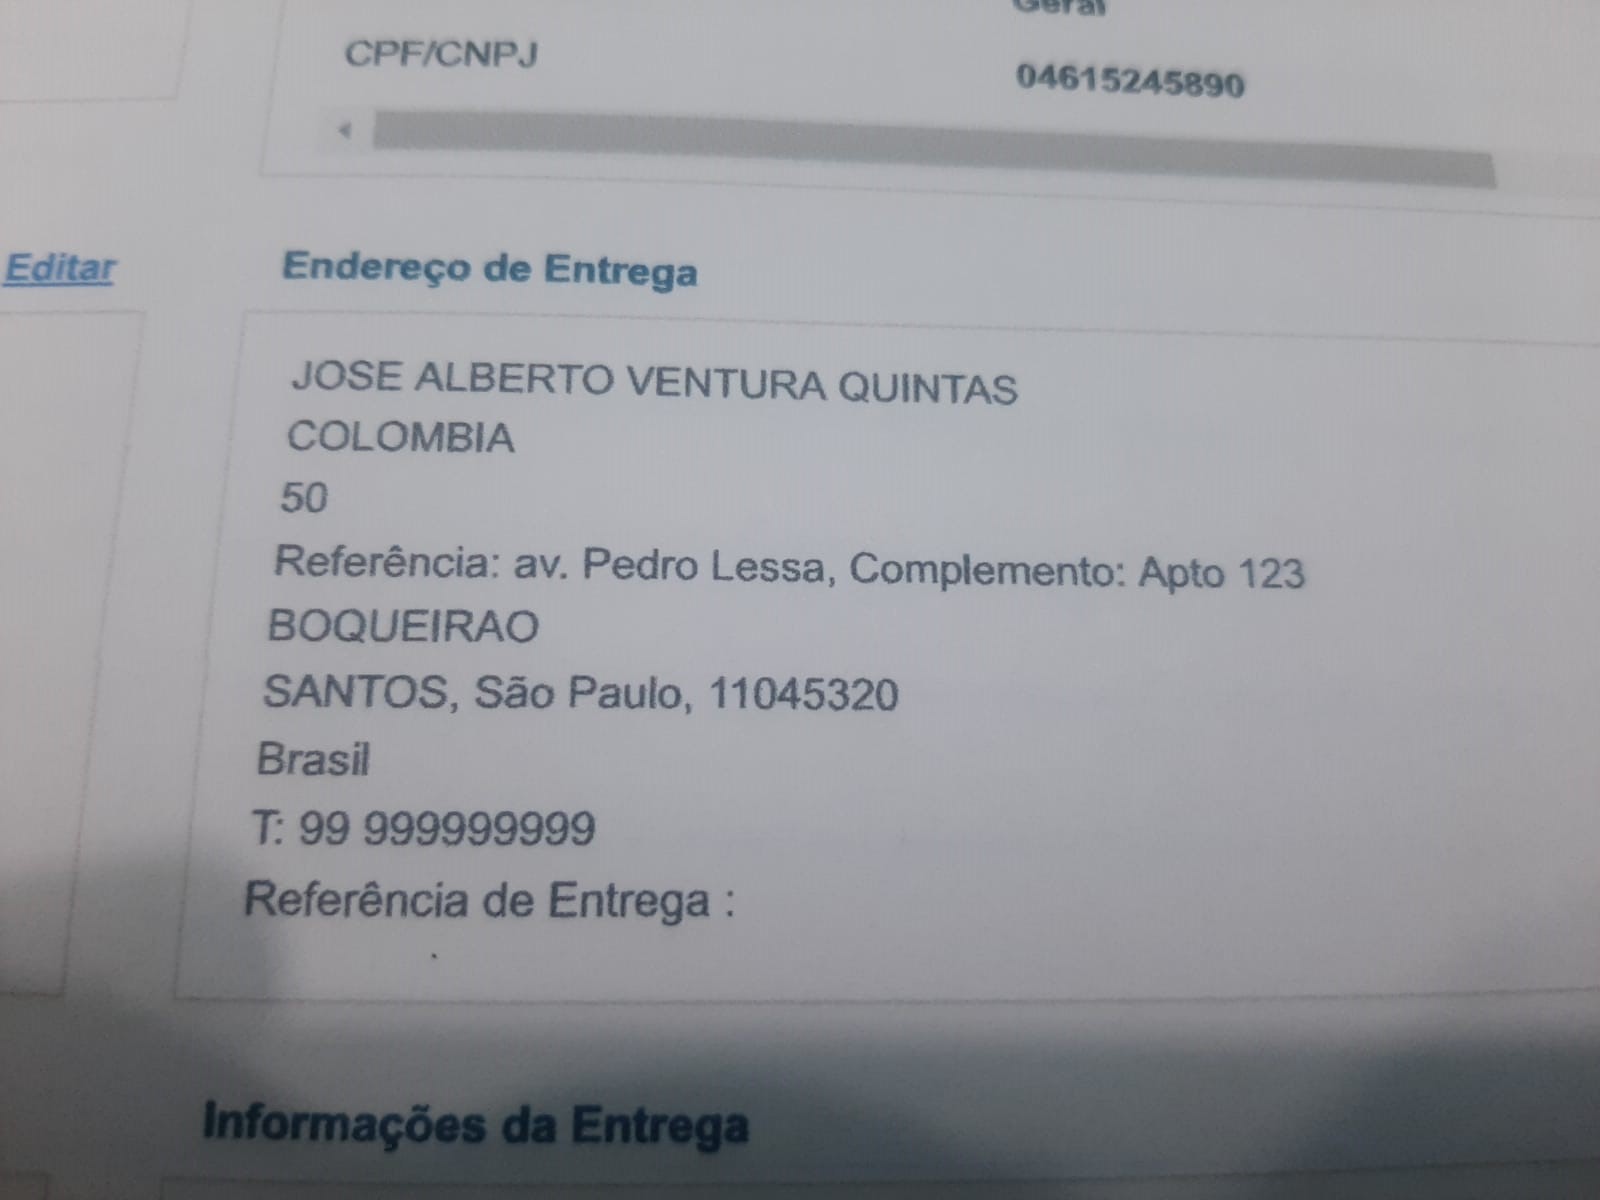 Geral
CPF/CNPJ
04615245890
Editar
Endereço de Entrega
JOSE ALBERTO VENTURA QUINTAS
COLOMBIA
50
Referência: av. Pedro Lessa, Complemento: Apto 123
BOQUEIRAO
SANTOS, São Paulo, 11045320
Brasil
T: 99 999999999
Referência de Entrega :
Informações da Entrega